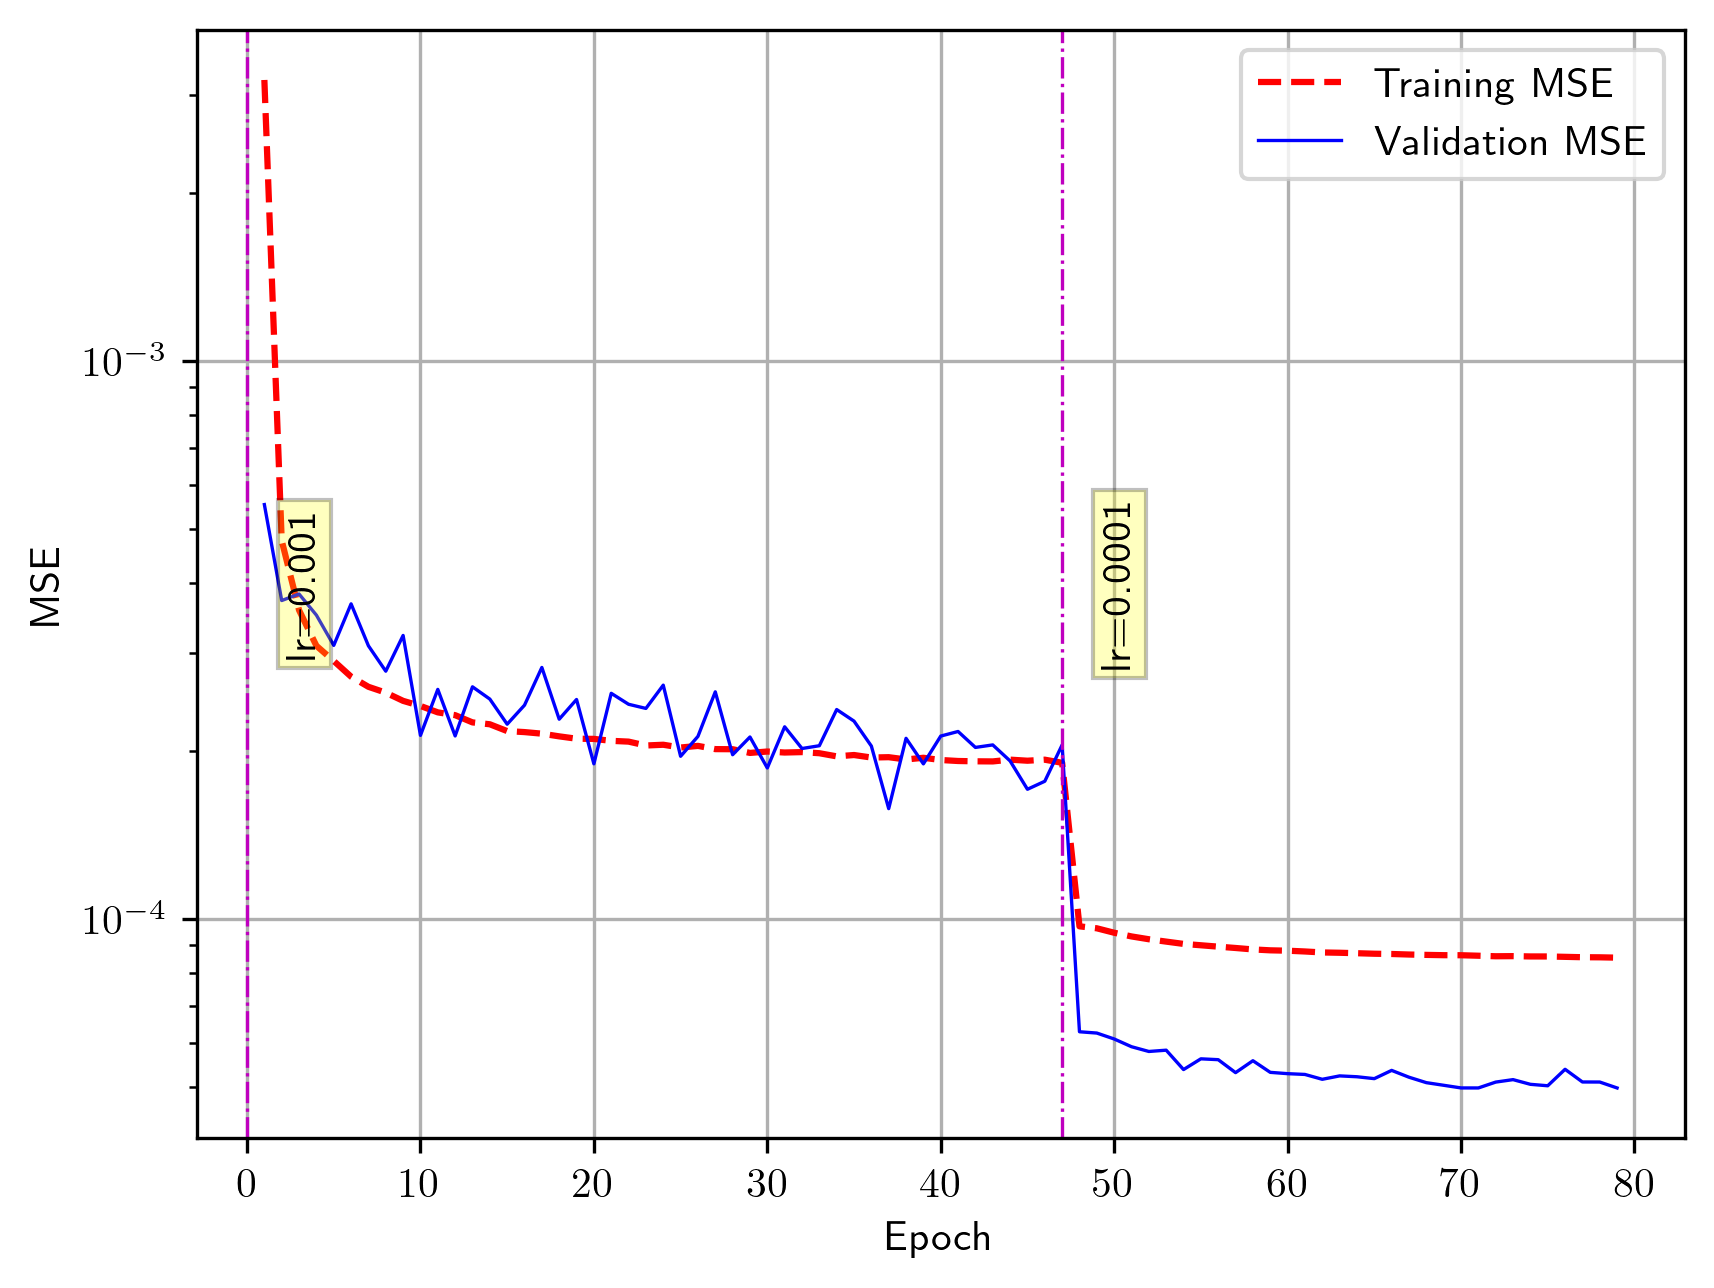 Training MSE
Validation MSE
10⁻³
10⁻⁴
MSE
lr=0.001
lr=0.0001
0 10 20 30 40 50 60 70 80
Epoch